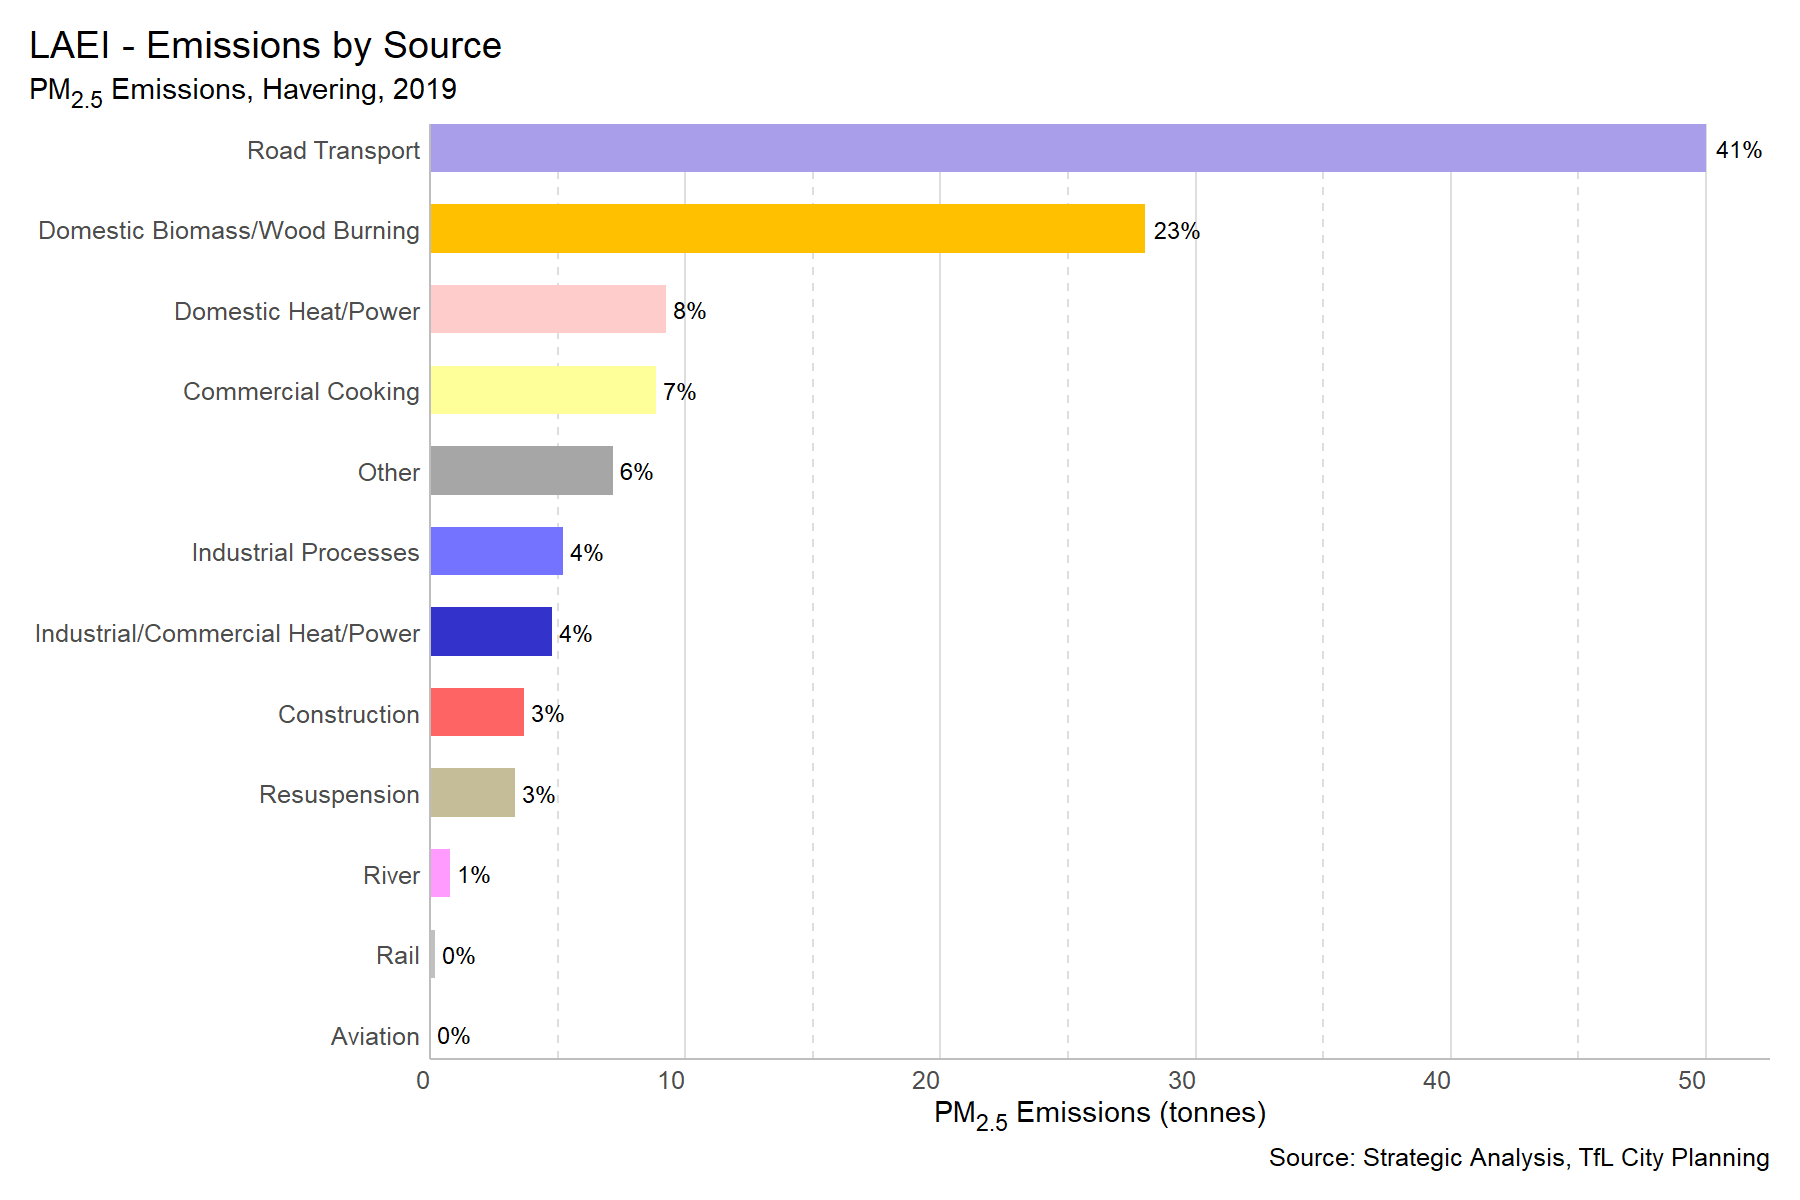 LAEI - Emissions by Source
PM2.5 Emissions, Havering, 2019
Road Transport 41%
Domestic Biomass/Wood Burning 23%
Domestic Heat/Power 8%
Commercial Cooking 7%
Other 6%
Industrial Processes 4%
Industrial/Commercial Heat/Power 4%
Construction 3%
Resuspension 3%
River 1%
Rail 0%
Aviation 0%
0 10 20 30 40 50
PM2.5 Emissions (tonnes)
Source: Strategic Analysis, TfL City Planning